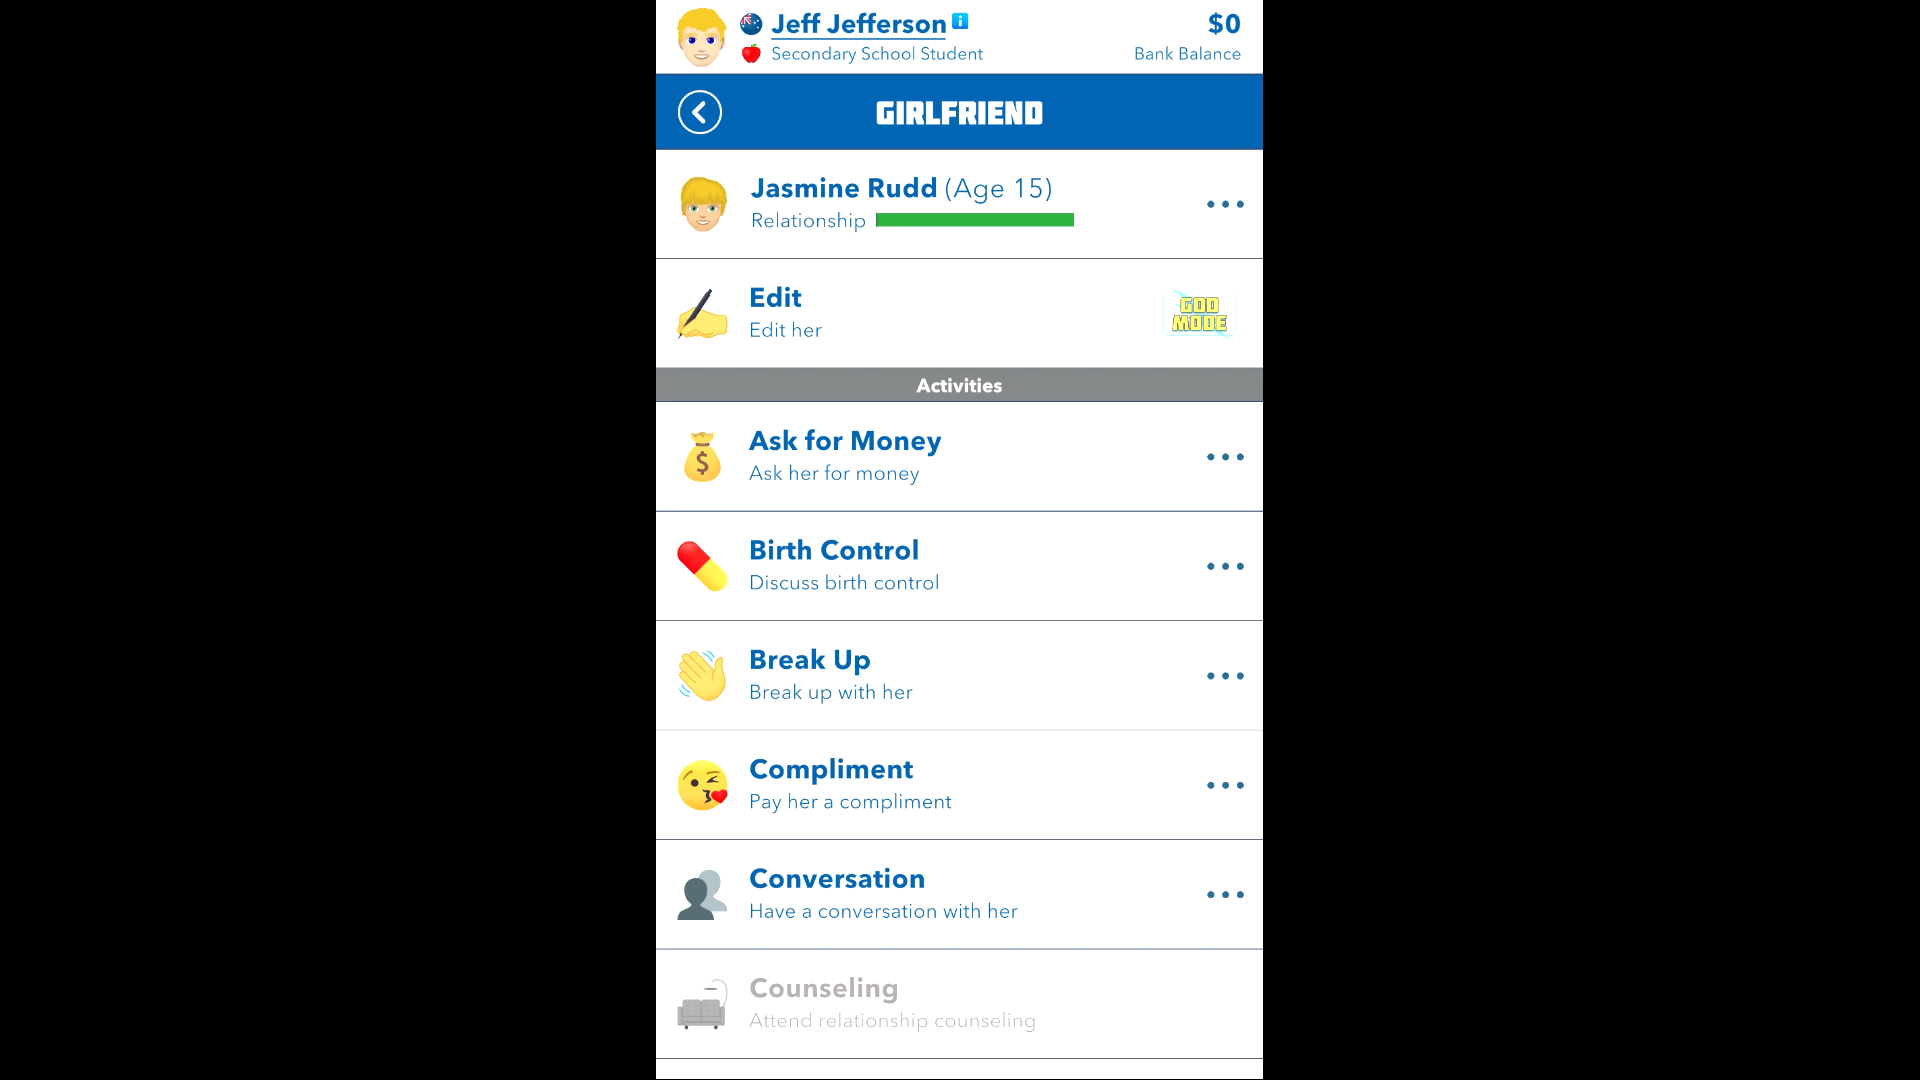 Jeff Jefferson
Secondary School Student
$0
Bank Balance
GIRLFRIEND
Jasmine Rudd (Age 15)
Relationship
Edit
Edit her
GOD
MODE
Activities
Ask for Money
Ask her for money
$
Birth Control
Discuss birth control
Break Up
Break up with her
Compliment
Pay her a compliment
Conversation
Have a conversation with her
Counseling
Attend relationship counseling